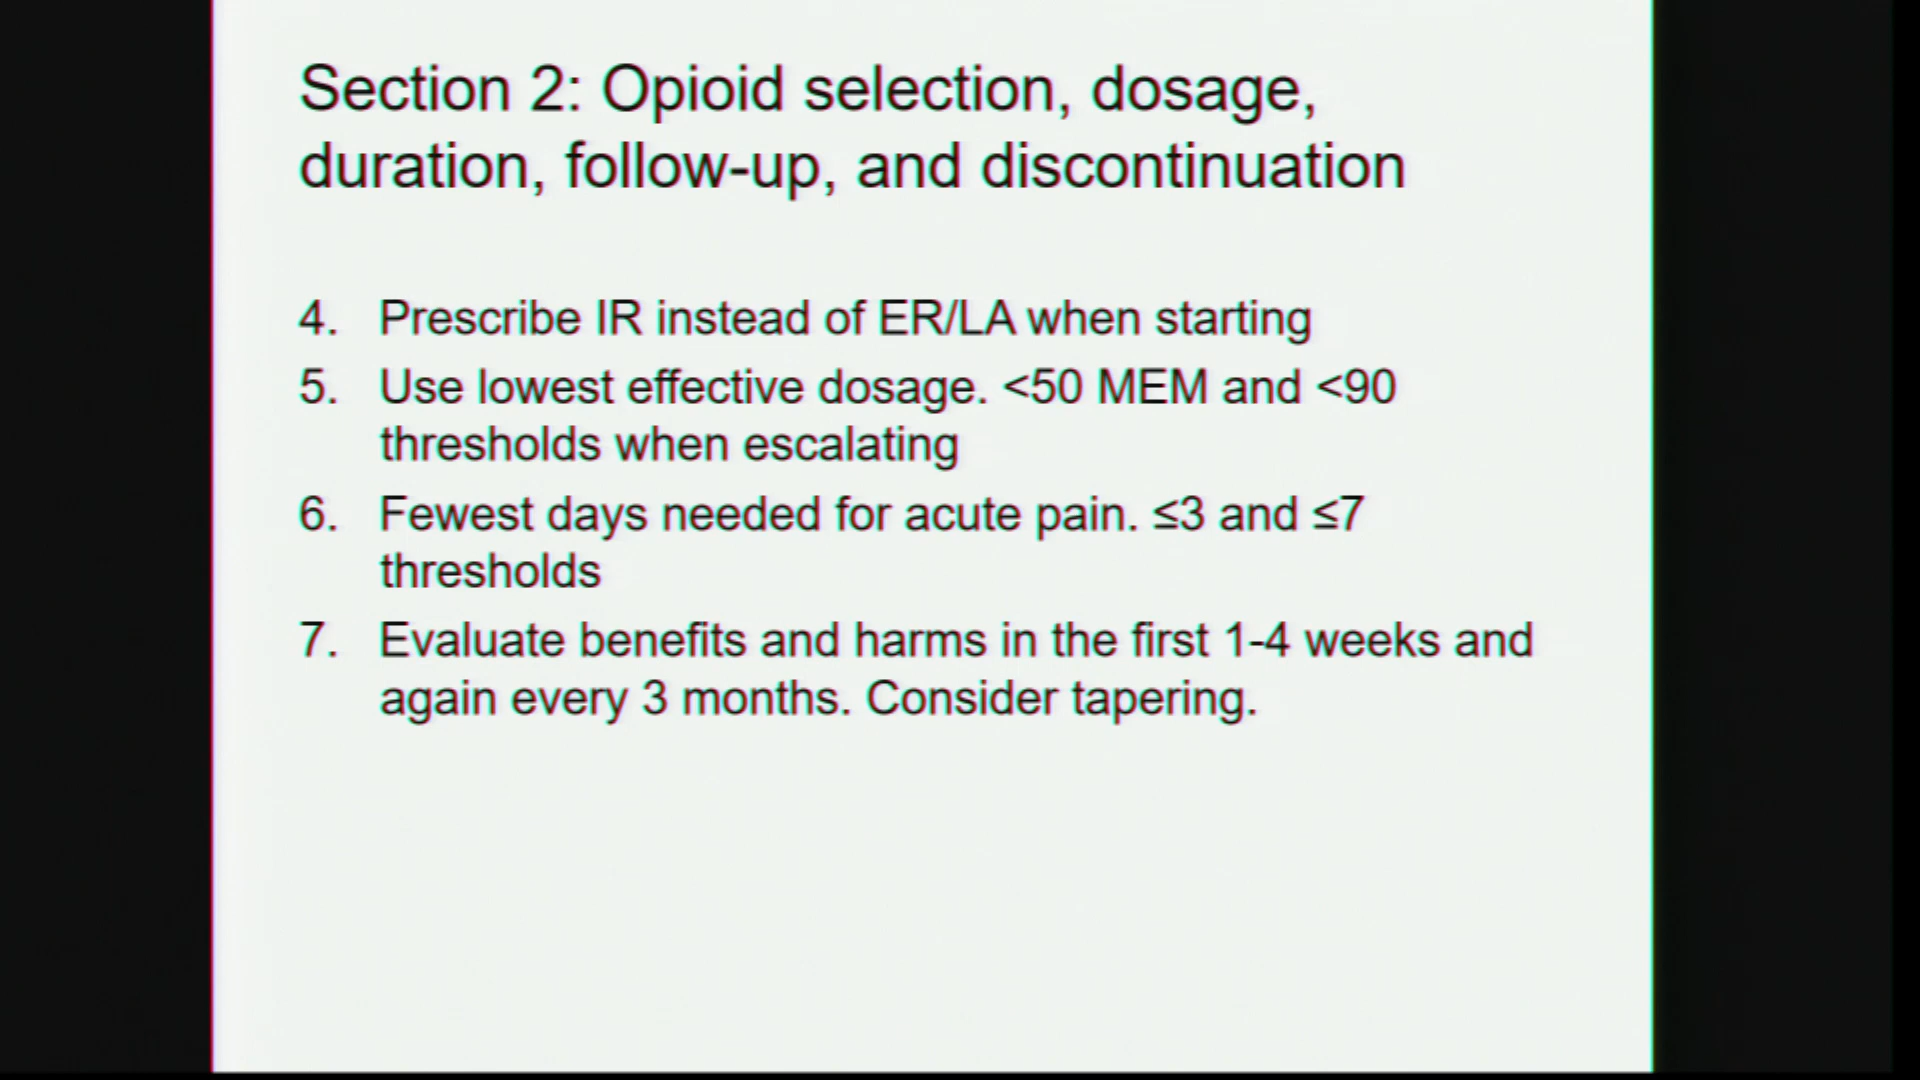 Section 2: Opioid selection, dosage,
duration, follow-up, and discontinuation
4. Prescribe IR instead of ER/LA when starting
5. Use lowest effective dosage. <50 MEM and <90
thresholds when escalating
6. Fewest days needed for acute pain. ≤3 and ≤7
thresholds
7. Evaluate benefits and harms in the first 1-4 weeks and
again every 3 months. Consider tapering.